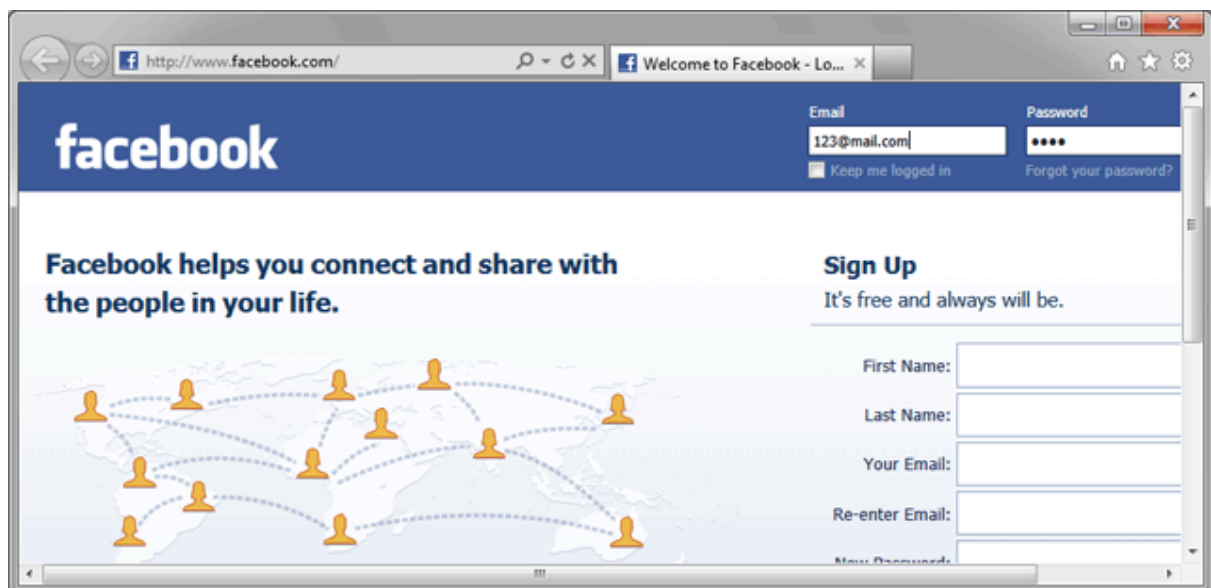 http://www.facebook.com/
Welcome to Facebook - Lo...
facebook
Email
Password
123@mail.com
••••
Keep me logged in
Forgot your password?
Facebook helps you connect and share with
the people in your life.
Sign Up
It's free and always will be.
First Name:
Last Name:
Your Email:
Re-enter Email:
New Password: